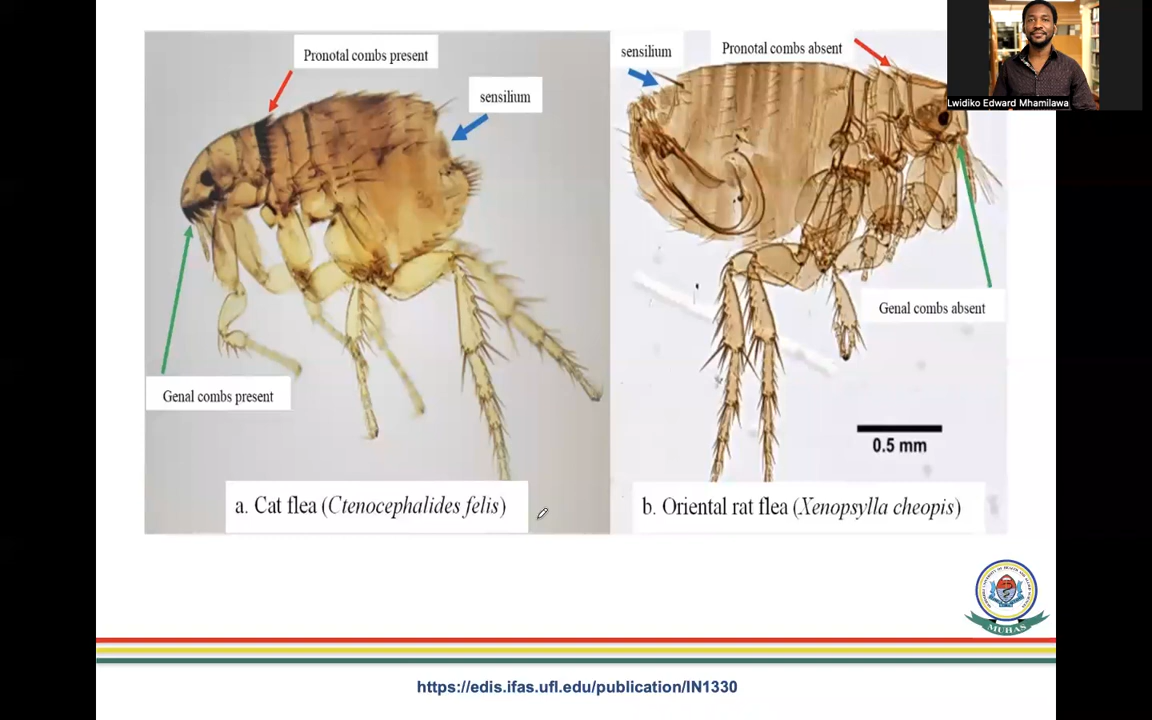 Pronotal combs present
sensilium
Genal combs present
a. Cat flea (Ctenocephalides felis)
sensilium
Pronotal combs absent
Genal combs absent
0.5 mm
b. Oriental rat flea (Xenopsylla cheopis)
Lwidiko Edward Mhamilawa
MUHAS
https://edis.ifas.ufl.edu/publication/IN1330